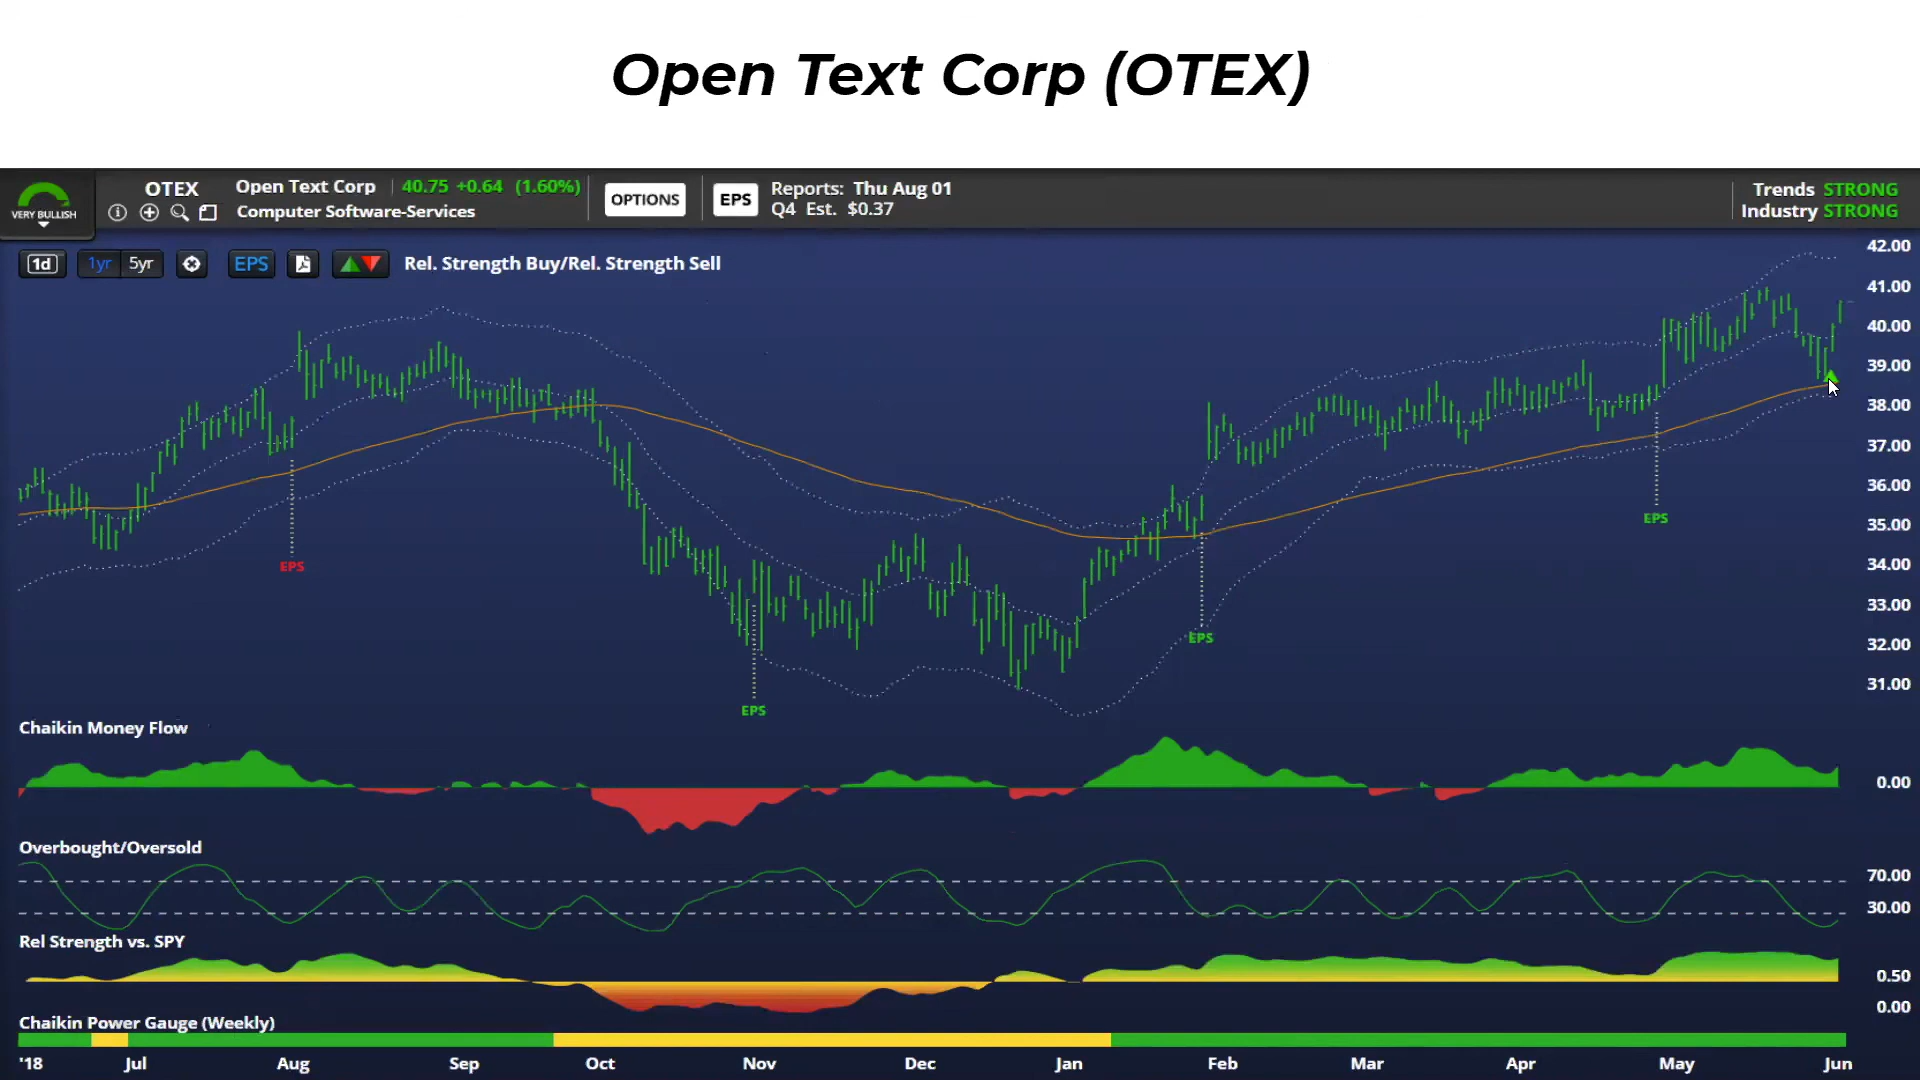 Open Text Corp (OTEX)
VERY BULLISH
OTEX
Open Text Corp 40.75 +0.64 (1.60%)
Computer Software-Services
OPTIONS
EPS
Reports: Thu Aug 01
Q4 Est. $0.37
Trends STRONG
Industry STRONG
1d 1yr 5yr EPS Rel. Strength Buy/Rel. Strength Sell
42.00
41.00
40.00
39.00
38.00
37.00
36.00
35.00
34.00
33.00
32.00
31.00
EPS
EPS
EPS
EPS
Chaikin Money Flow
0.00
Overbought/Oversold
70.00
30.00
Rel Strength vs. SPY
0.50
0.00
Chaikin Power Gauge (Weekly)
'18 Jul Aug Sep Oct Nov Dec Jan Feb Mar Apr May Jun